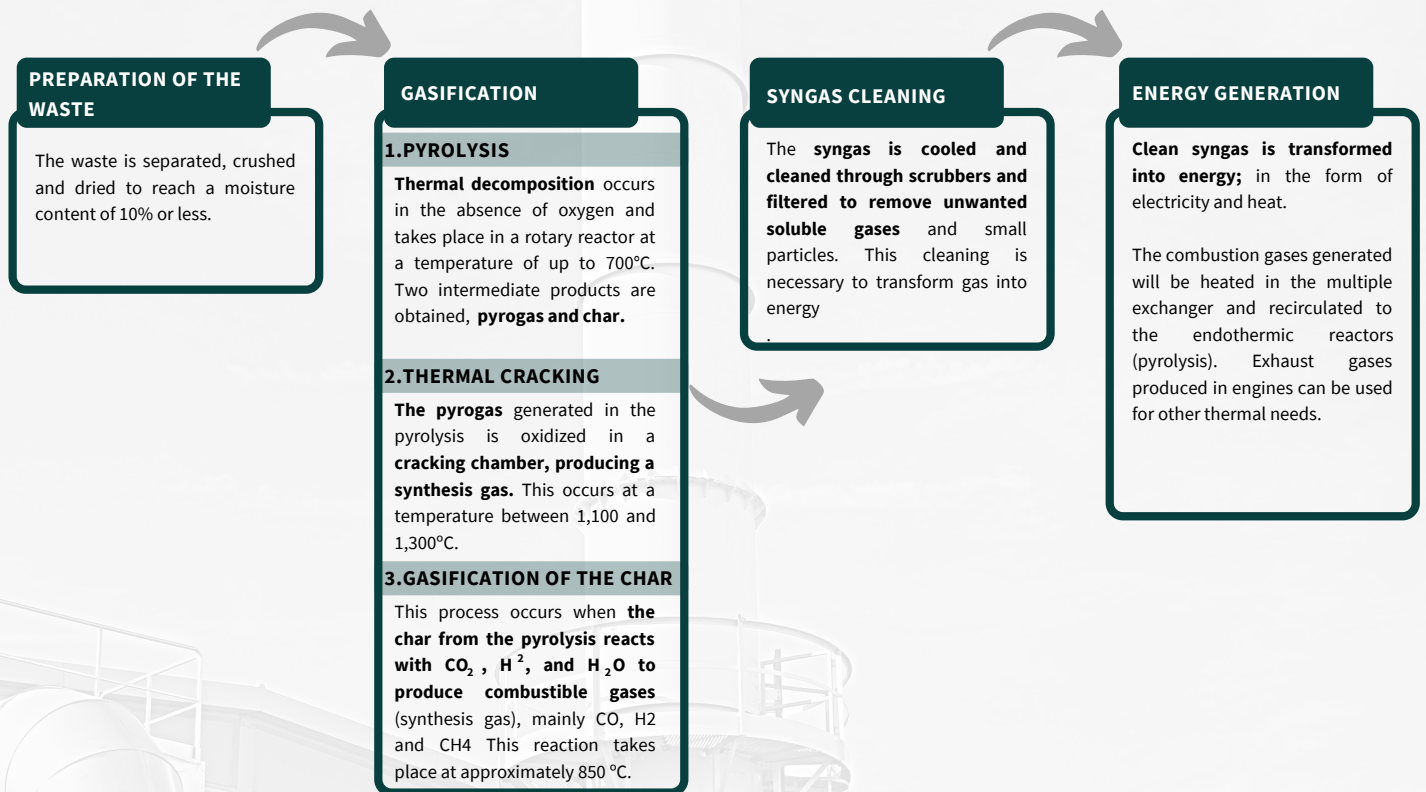 PREPARATION OF THE
WASTE
The waste is separated, crushed
and dried to reach a moisture
content of 10% or less.
GASIFICATION
1.PYROLYSIS
Thermal decomposition occurs
in the absence of oxygen and
takes place in a rotary reactor at
a temperature of up to 700°C.
Two intermediate products are
obtained, pyrogas and char.
2.THERMAL CRACKING
The pyrogas generated in the
pyrolysis is oxidized in a
cracking chamber, producing a
synthesis gas. This occurs at a
temperature between 1,100 and
1,300ºC.
3.GASIFICATION OF THE CHAR
This process occurs when the
char from the pyrolysis reacts
with CO₂ , H ², and H ₂O to
produce combustible gases
(synthesis gas), mainly CO, H2
and CH4 This reaction takes
place at approximately 850 ºC.
SYNGAS CLEANING
The syngas is cooled and
cleaned through scrubbers and
filtered to remove unwanted
soluble gases and small
particles. This cleaning is
necessary to transform gas into
energy
.
ENERGY GENERATION
Clean syngas is transformed
into energy; in the form of
electricity and heat.
The combustion gases generated
will be heated in the multiple
exchanger and recirculated to
the endothermic reactors
(pyrolysis). Exhaust gases
produced in engines can be used
for other thermal needs.